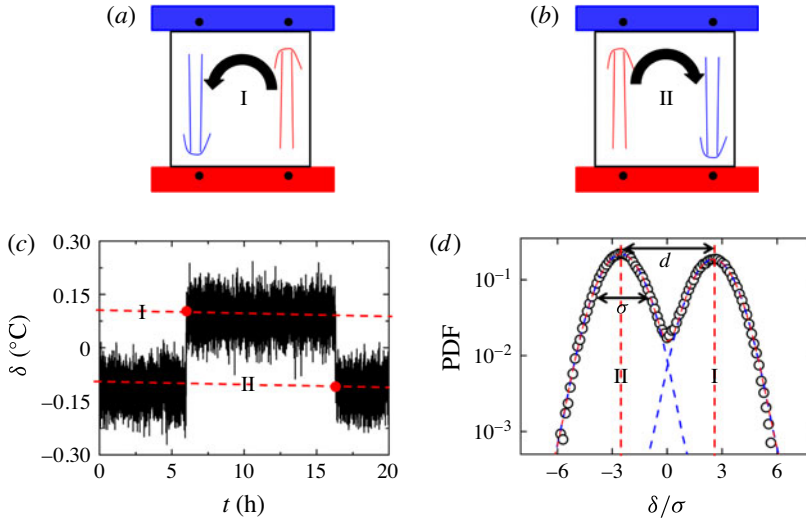 (a)
(b)
I
II
(c)
(d)
0.30
0.15
0
−0.15
−0.30
δ (°C)
I
II
0
5
10
15
20
t (h)
10⁻¹
10⁻²
10⁻³
PDF
d
σ
II
I
−6
−3
0
3
6
δ/σ